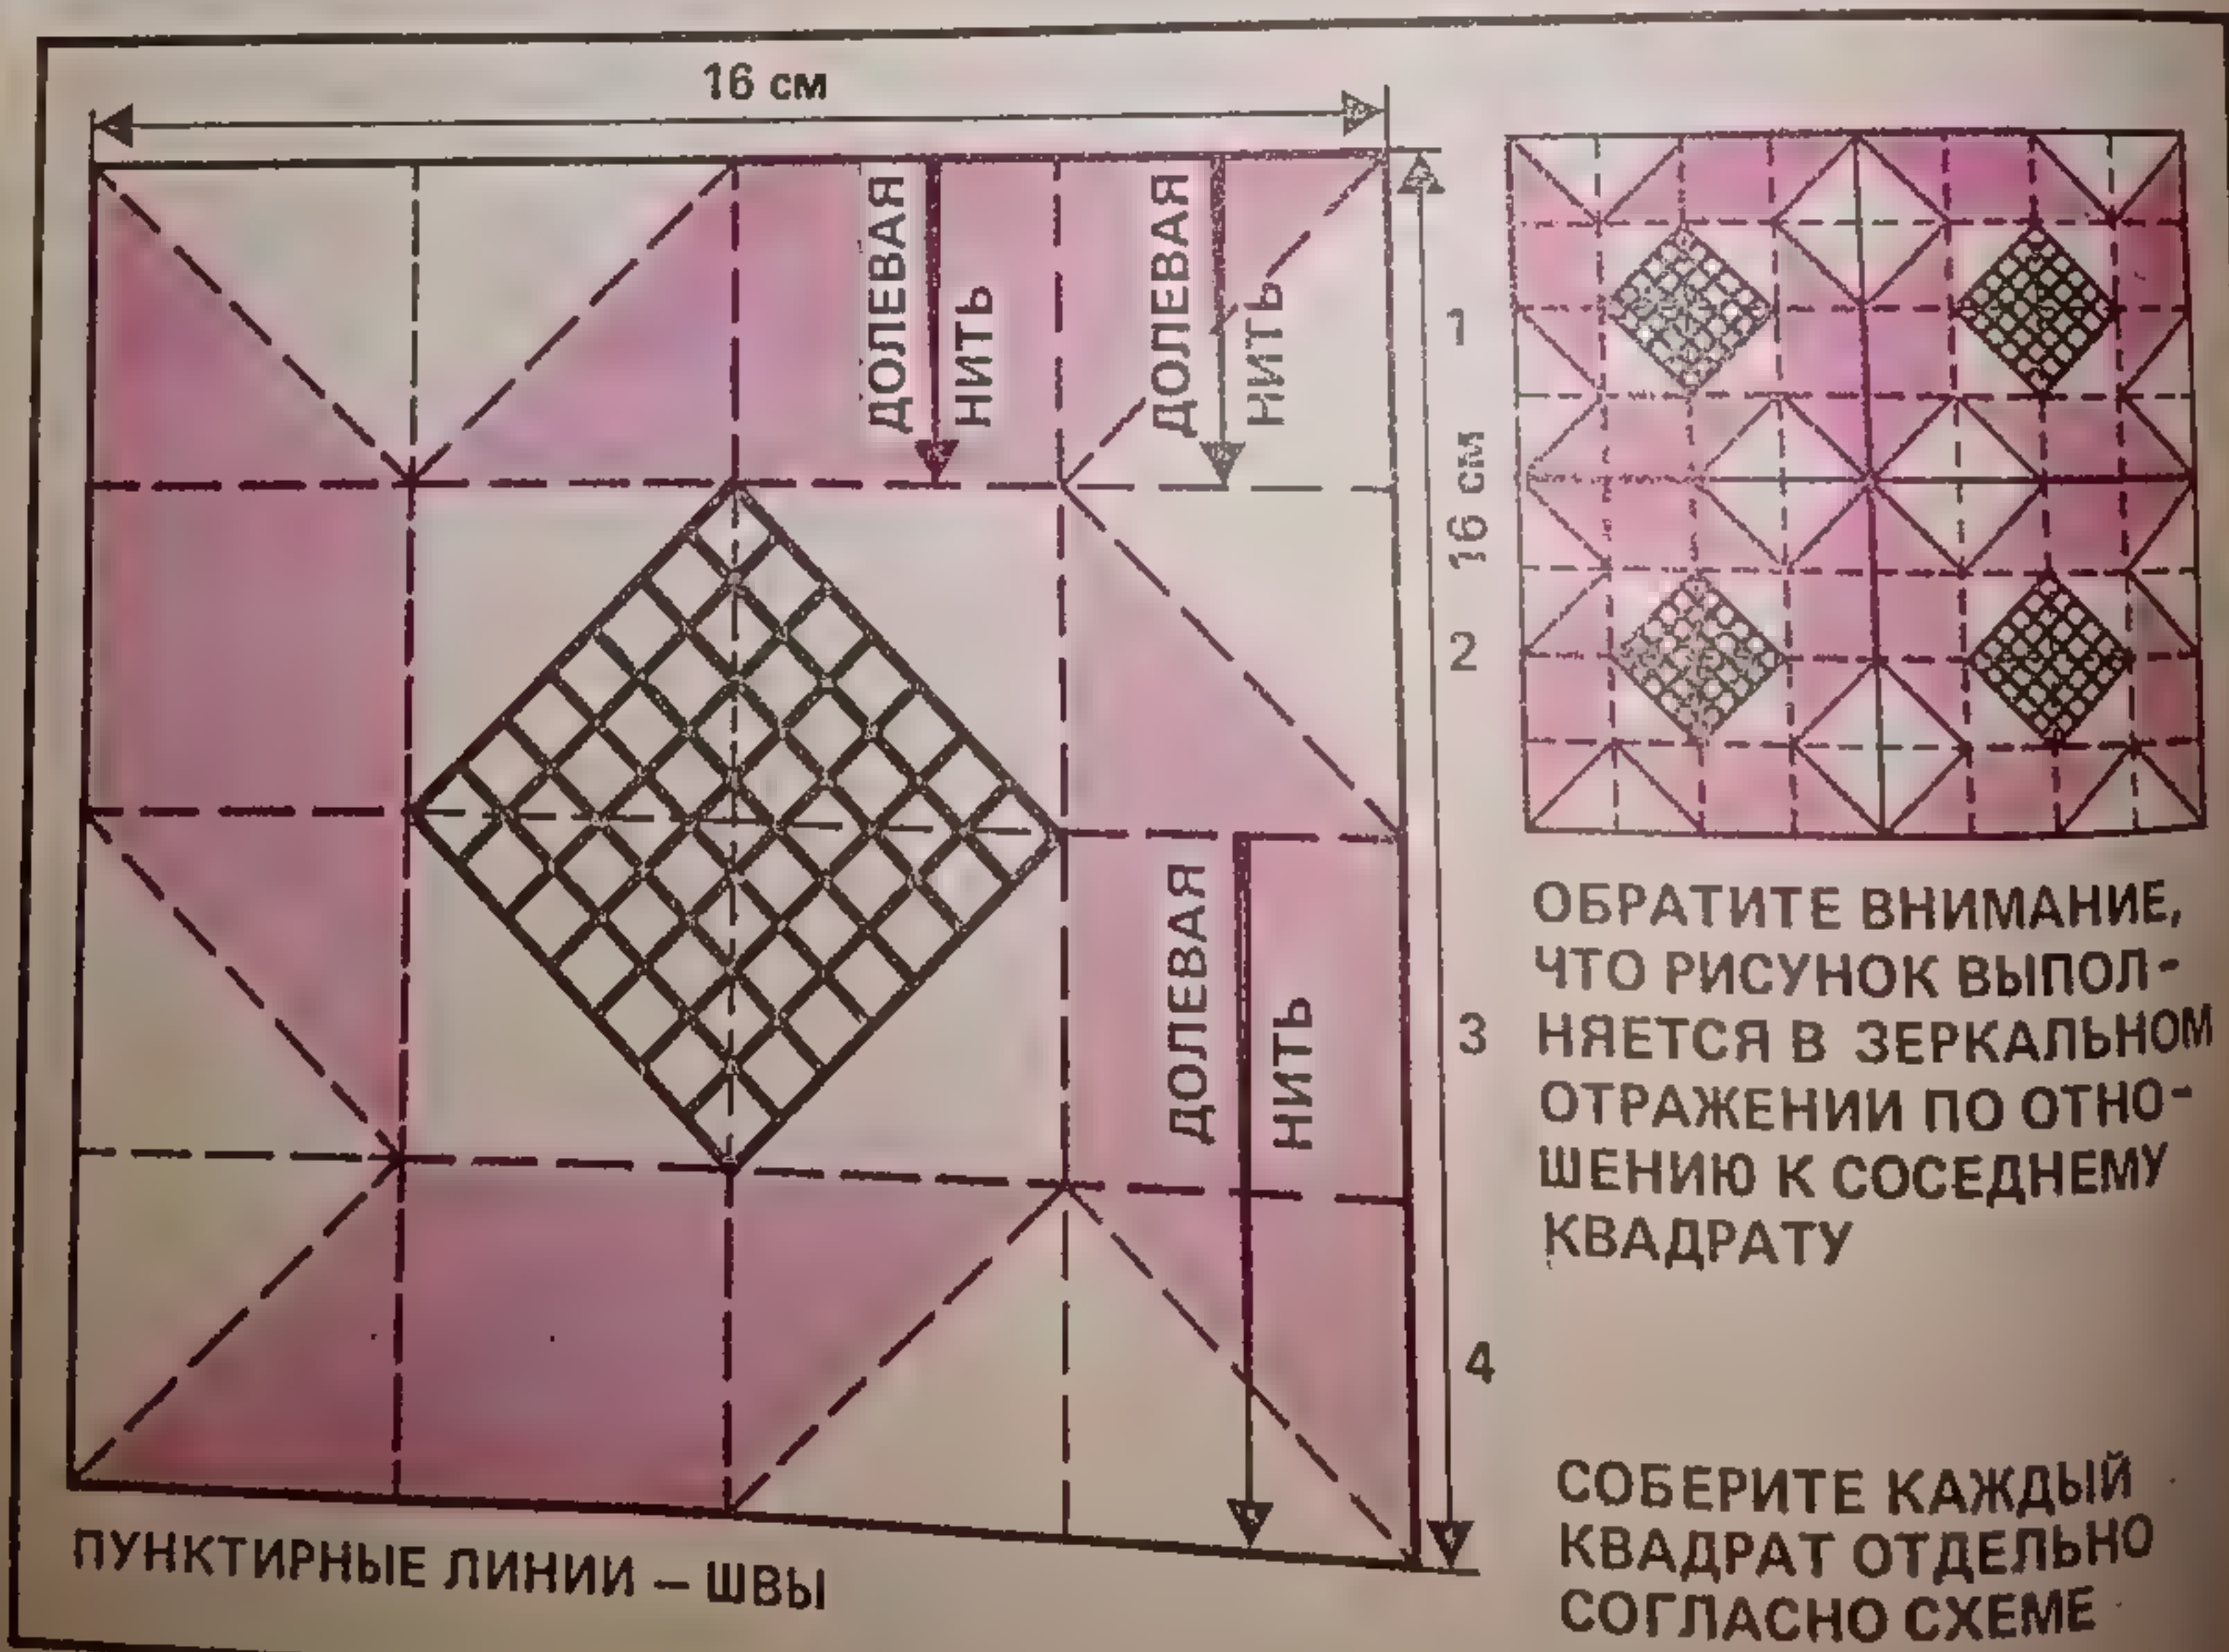 16 см
ДОЛЕВАЯ
НИТЬ
ДОЛЕВАЯ
НИТЬ
1
16 см
2
3
4
ДОЛЕВАЯ
НИТЬ
ПУНКТИРНЫЕ ЛИНИИ – ШВЫ
ОБРАТИТЕ ВНИМАНИЕ,
ЧТО РИСУНОК ВЫПОЛ-
НЯЕТСЯ В ЗЕРКАЛЬНОМ
ОТРАЖЕНИИ ПО ОТНО-
ШЕНИЮ К СОСЕДНЕМУ
КВАДРАТУ
СОБЕРИТЕ КАЖДЫЙ
КВАДРАТ ОТДЕЛЬНО
СОГЛАСНО СХЕМЕ